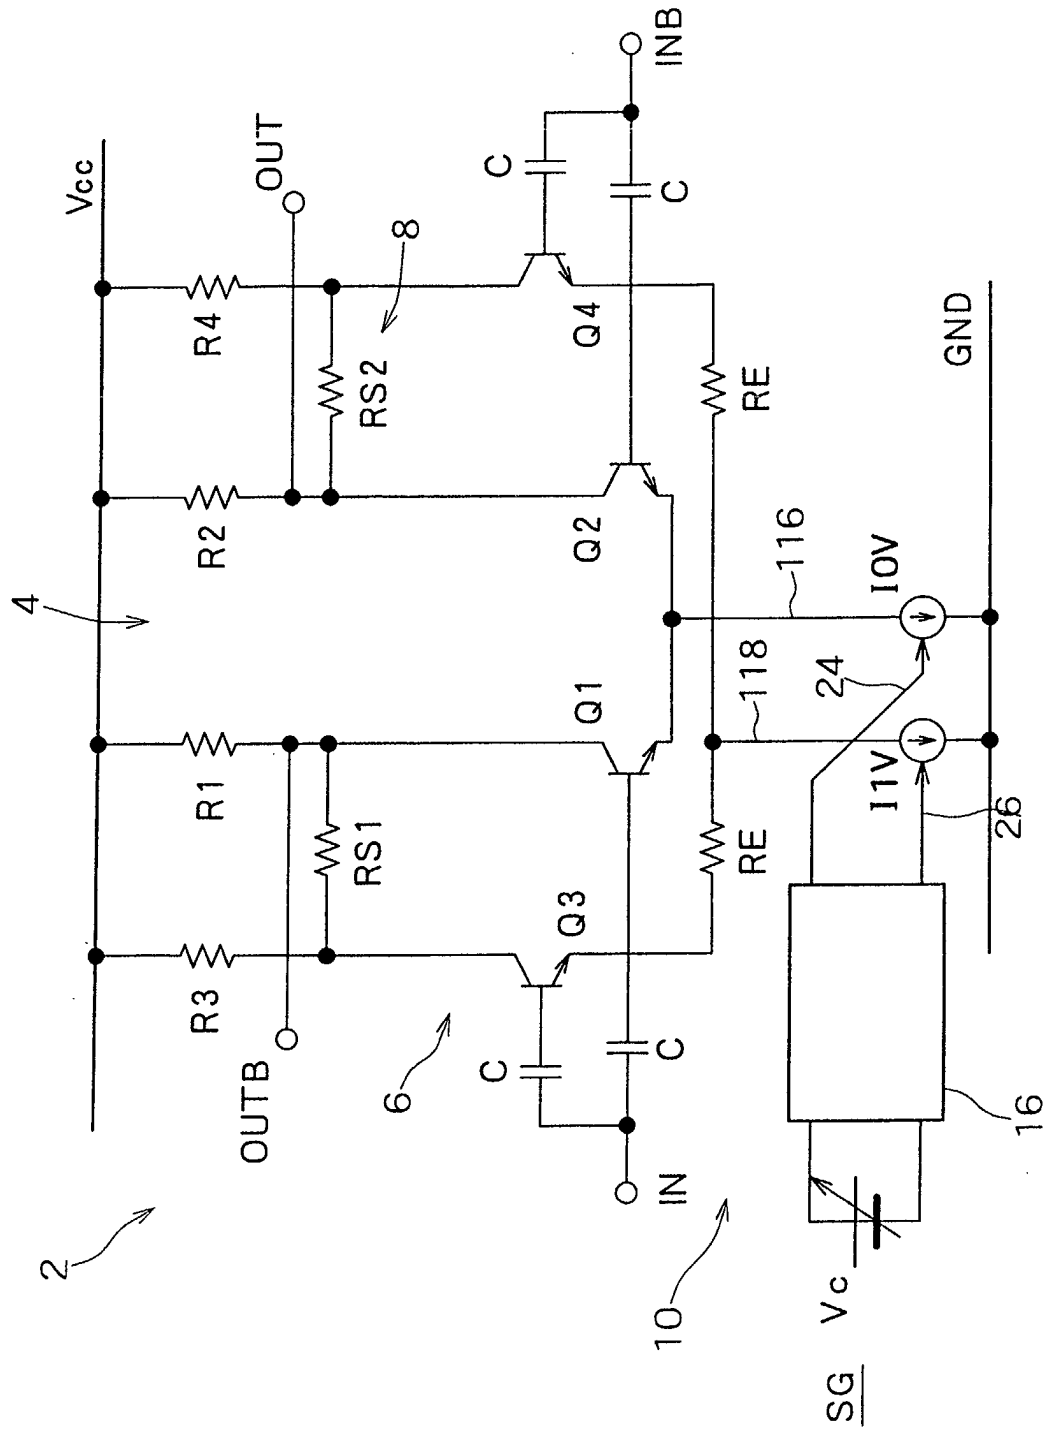 2
4
Vcc
R3
R1
R2
R4
OUTB
OUT
RS1
RS2
6
8
C
Q3
Q4
C
IN
C
Q1
Q2
C
INB
RE
RE
10
118
116
24
I1V
I0V
GND
SG
Vc
16
26